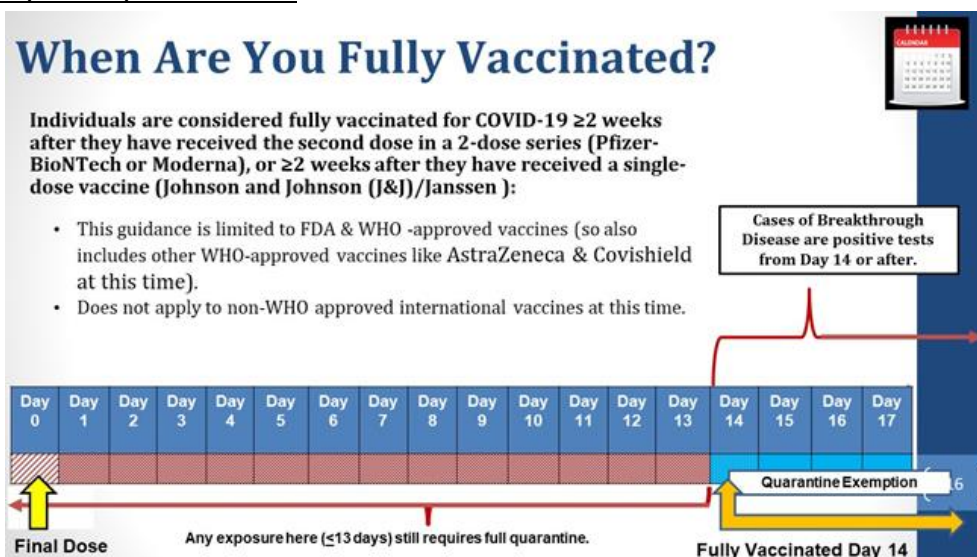 When Are You Fully Vaccinated?
CALENDAR
Individuals are considered fully vaccinated for COVID-19 ≥2 weeks
after they have received the second dose in a 2-dose series (Pfizer-
BioNTech or Moderna), or ≥2 weeks after they have received a single-
dose vaccine (Johnson and Johnson (J&J)/Janssen ):
• This guidance is limited to FDA & WHO -approved vaccines (so also
includes other WHO-approved vaccines like AstraZeneca & Covishield
at this time).
• Does not apply to non-WHO approved international vaccines at this time.
Cases of Breakthrough
Disease are positive tests
from Day 14 or after.
Day 0 Day 1 Day 2 Day 3 Day 4 Day 5 Day 6 Day 7 Day 8 Day 9 Day 10 Day 11 Day 12 Day 13 Day 14 Day 15 Day 16 Day 17
Quarantine Exemption
16
Any exposure here (≤13 days) still requires full quarantine.
Final Dose
Fully Vaccinated Day 14